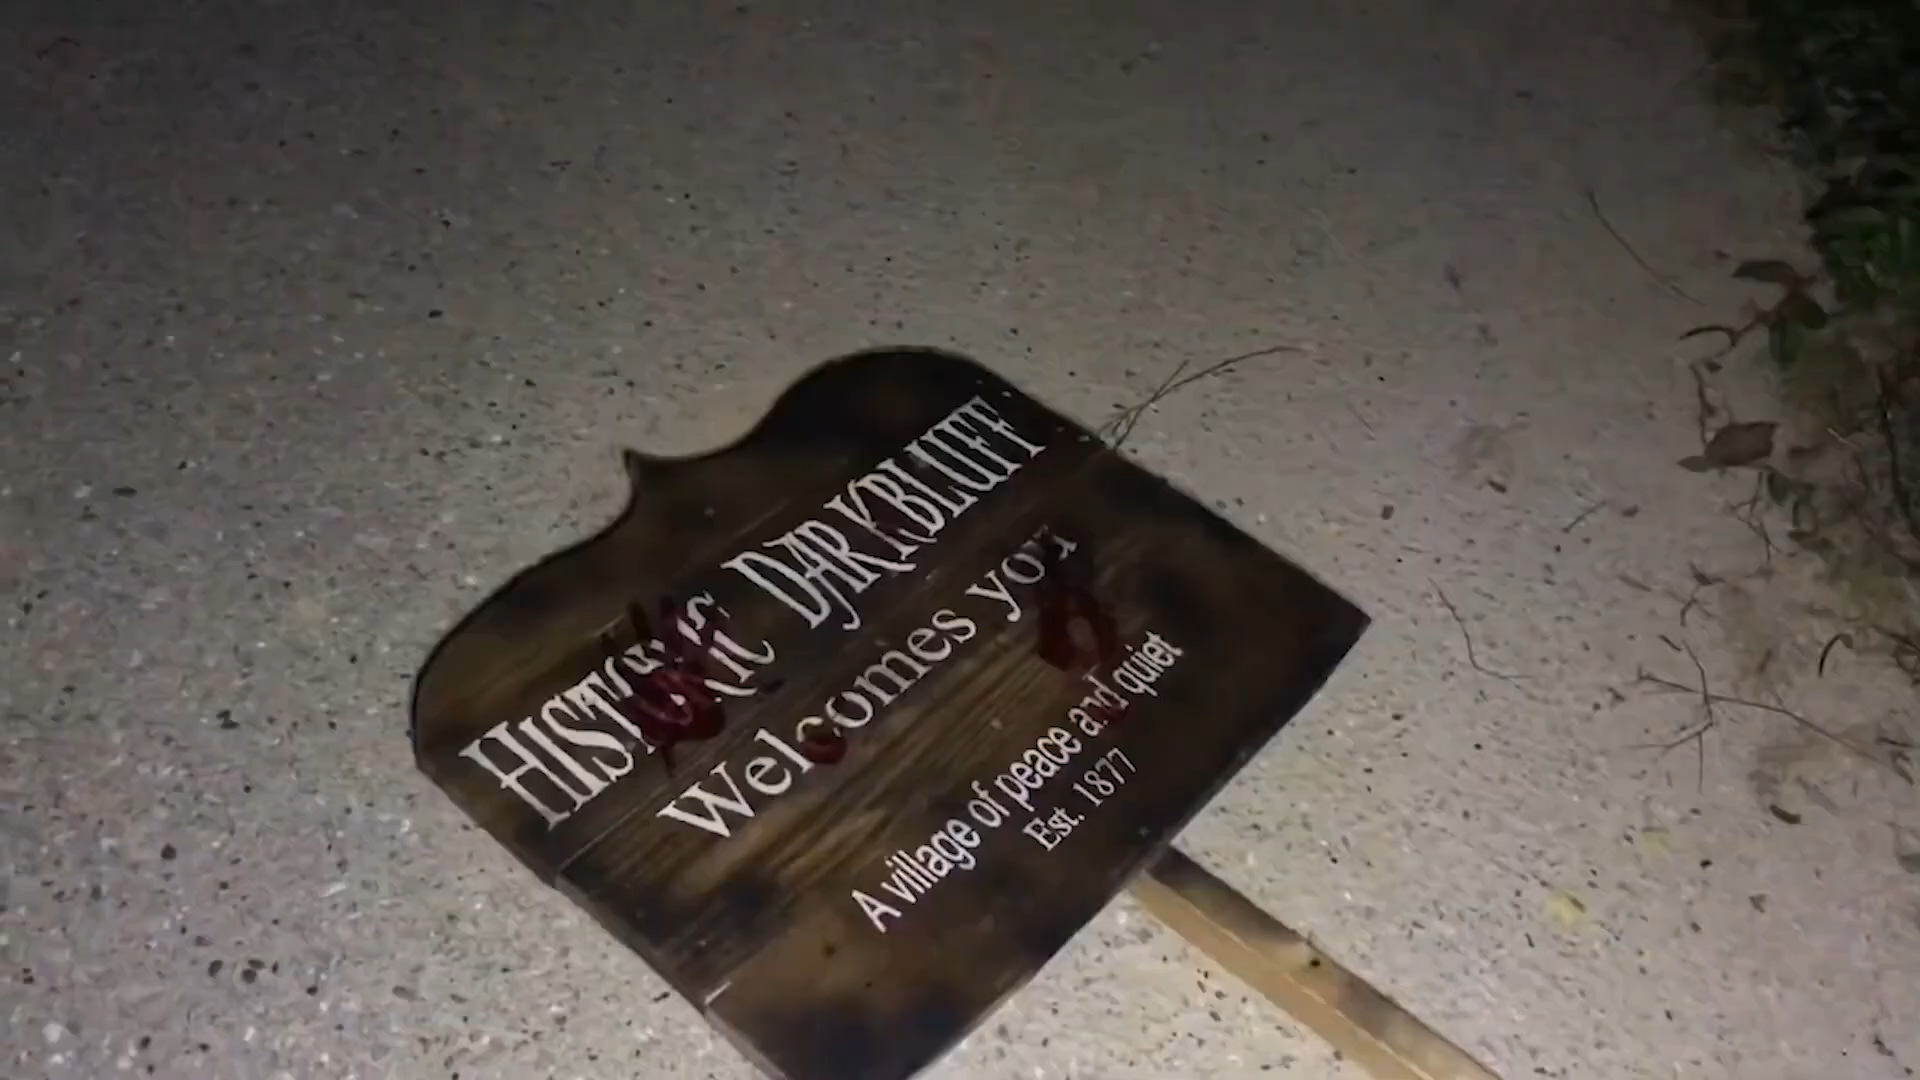 HISTORIC DARKBLUFF
Welcomes you
A village of peace and quiet
Est. 1877